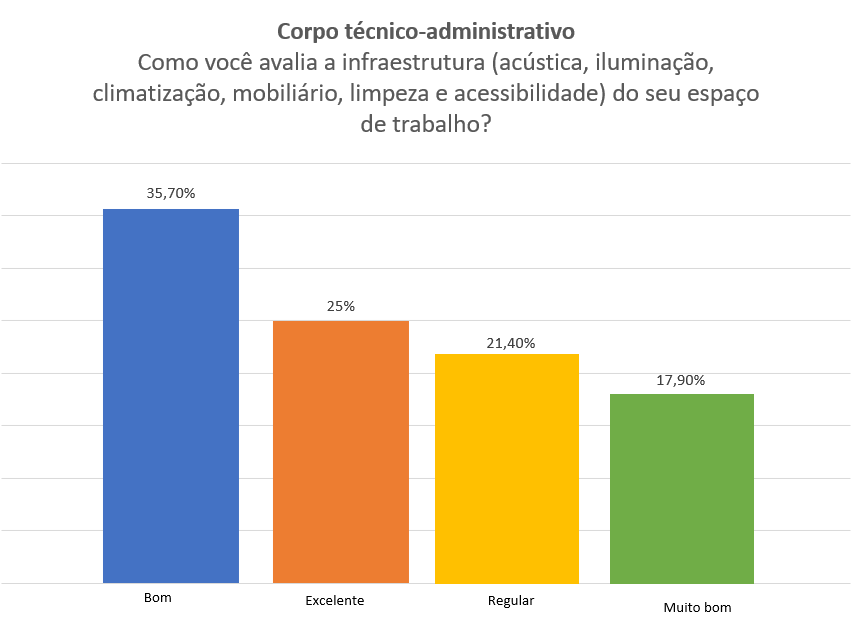 Corpo técnico-administrativo
Como você avalia a infraestrutura (acústica, iluminação,
climatização, mobiliário, limpeza e acessibilidade) do seu espaço
de trabalho?
35,70%
25%
21,40%
17,90%
Bom
Excelente
Regular
Muito bom